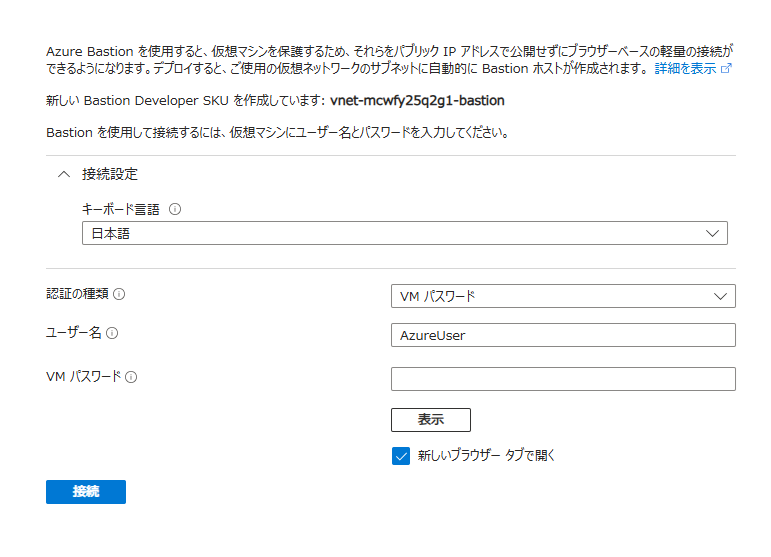 Azure Bastion を使用すると、仮想マシンを保護するため、それらをパブリック IP アドレスで公開せずにブラウザーベースの軽量の接続が
できるようになります。デプロイすると、ご使用の仮想ネットワークのサブネットに自動的に Bastion ホストが作成されます。 詳細を表示
新しい Bastion Developer SKU を作成しています: vnet-mcwfy25q2g1-bastion
Bastion を使用して接続するには、仮想マシンにユーザー名とパスワードを入力してください。
接続設定
キーボード言語
日本語
認証の種類
VM パスワード
ユーザー名
AzureUser
VM パスワード
表示
新しいブラウザー タブで開く
接続